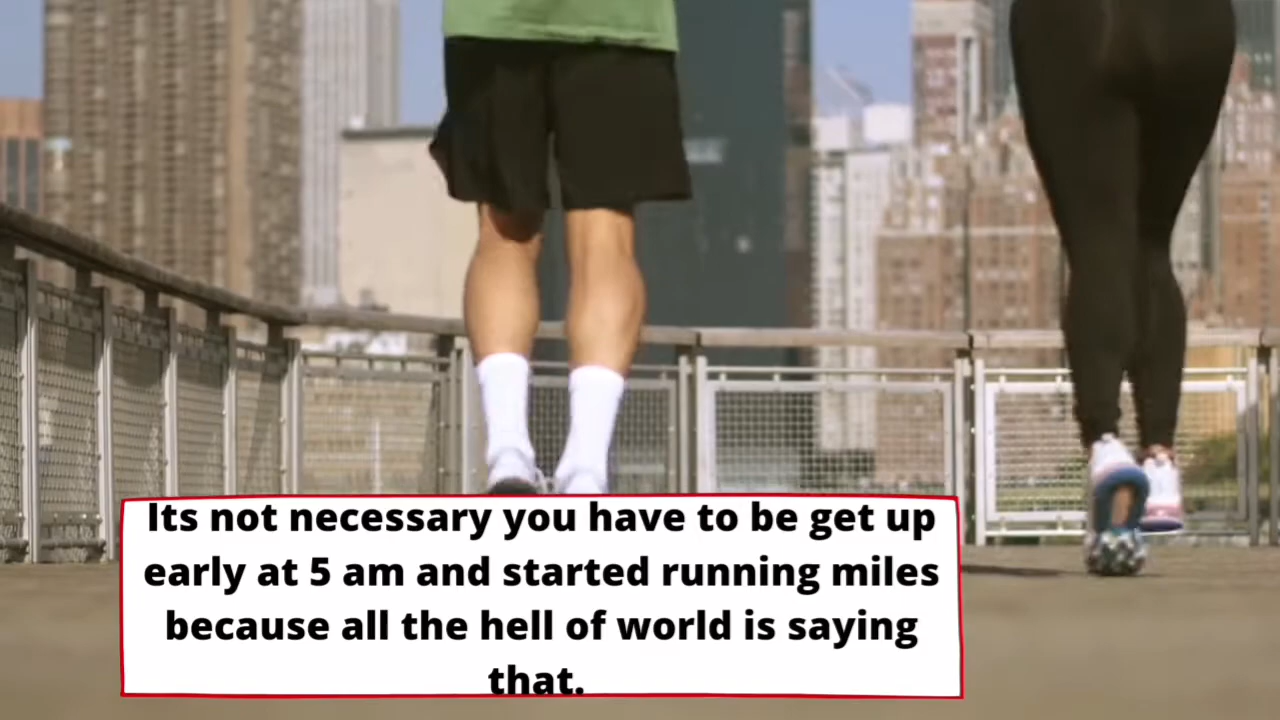 Its not necessary you have to be get up
early at 5 am and started running miles
because all the hell of world is saying
that.